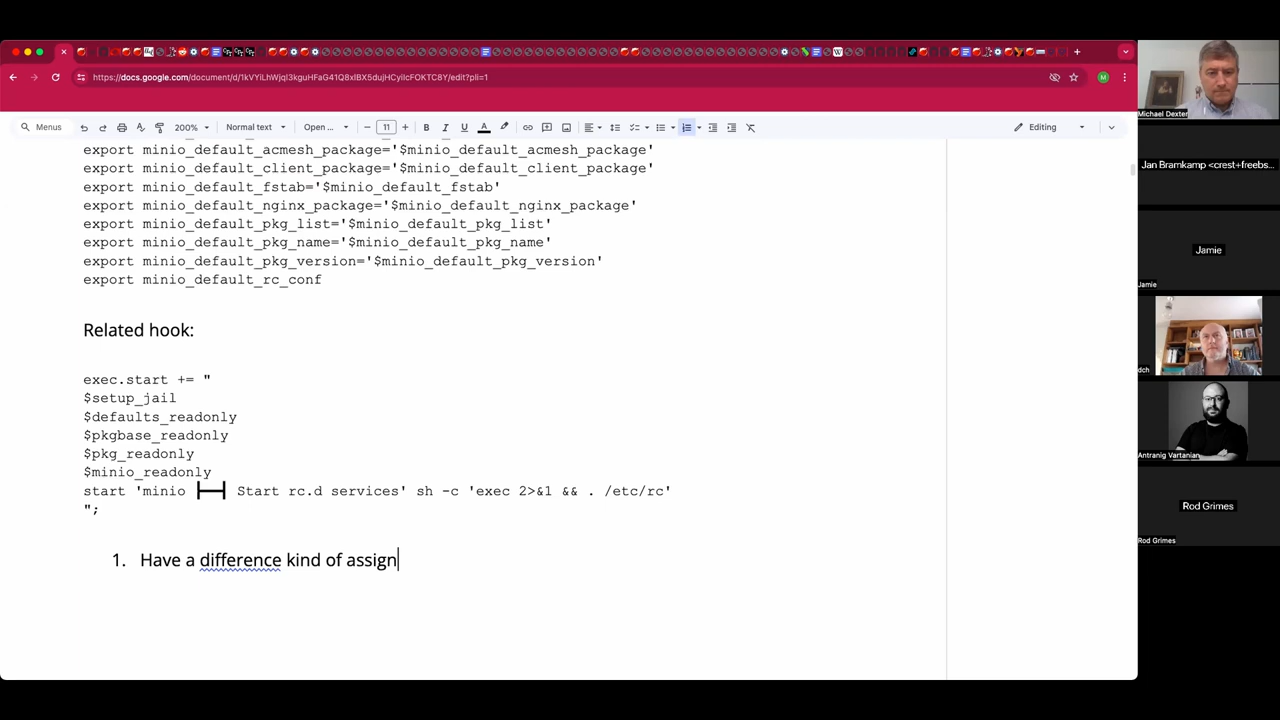 https://docs.google.com/document/d/1kVYiLhWjql3kguHFaG41Q8xlBX5dujHCyilcFOKTC8Y/edit?pli=1
M
Menus
200%
Normal text
Open ...
11
B
I
U
A
Editing
export minio_default_acmesh_package='$minio_default_acmesh_package'
export minio_default_client_package='$minio_default_client_package'
export minio_default_fstab='$minio_default_fstab'
export minio_default_nginx_package='$minio_default_nginx_package'
export minio_default_pkg_list='$minio_default_pkg_list'
export minio_default_pkg_name='$minio_default_pkg_name'
export minio_default_pkg_version='$minio_default_pkg_version'
export minio_default_rc_conf
Related hook:
exec.start += "
$setup_jail
$defaults_readonly
$pkgbase_readonly
$pkg_readonly
$minio_readonly
start 'minio ├──┤ Start rc.d services' sh -c 'exec 2>&1 && . /etc/rc'
";
1. Have a difference kind of assign
Michael Dexter
Jan Bramkamp <crest+freebs...
Jamie
Jamie
dch
Antranig Vartanian
Rod Grimes
Rod Grimes